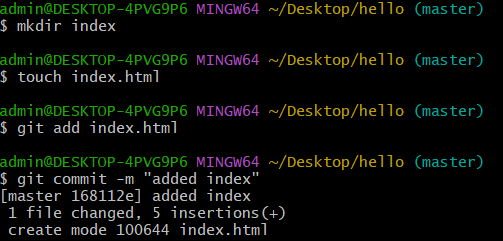 admin@DESKTOP-4PVG9P6 MINGW64 ~/Desktop/hello (master)
$ mkdir index
admin@DESKTOP-4PVG9P6 MINGW64 ~/Desktop/hello (master)
$ touch index.html
admin@DESKTOP-4PVG9P6 MINGW64 ~/Desktop/hello (master)
$ git add index.html
admin@DESKTOP-4PVG9P6 MINGW64 ~/Desktop/hello (master)
$ git commit -m "added index"
[master 168112e] added index
 1 file changed, 5 insertions(+)
 create mode 100644 index.html